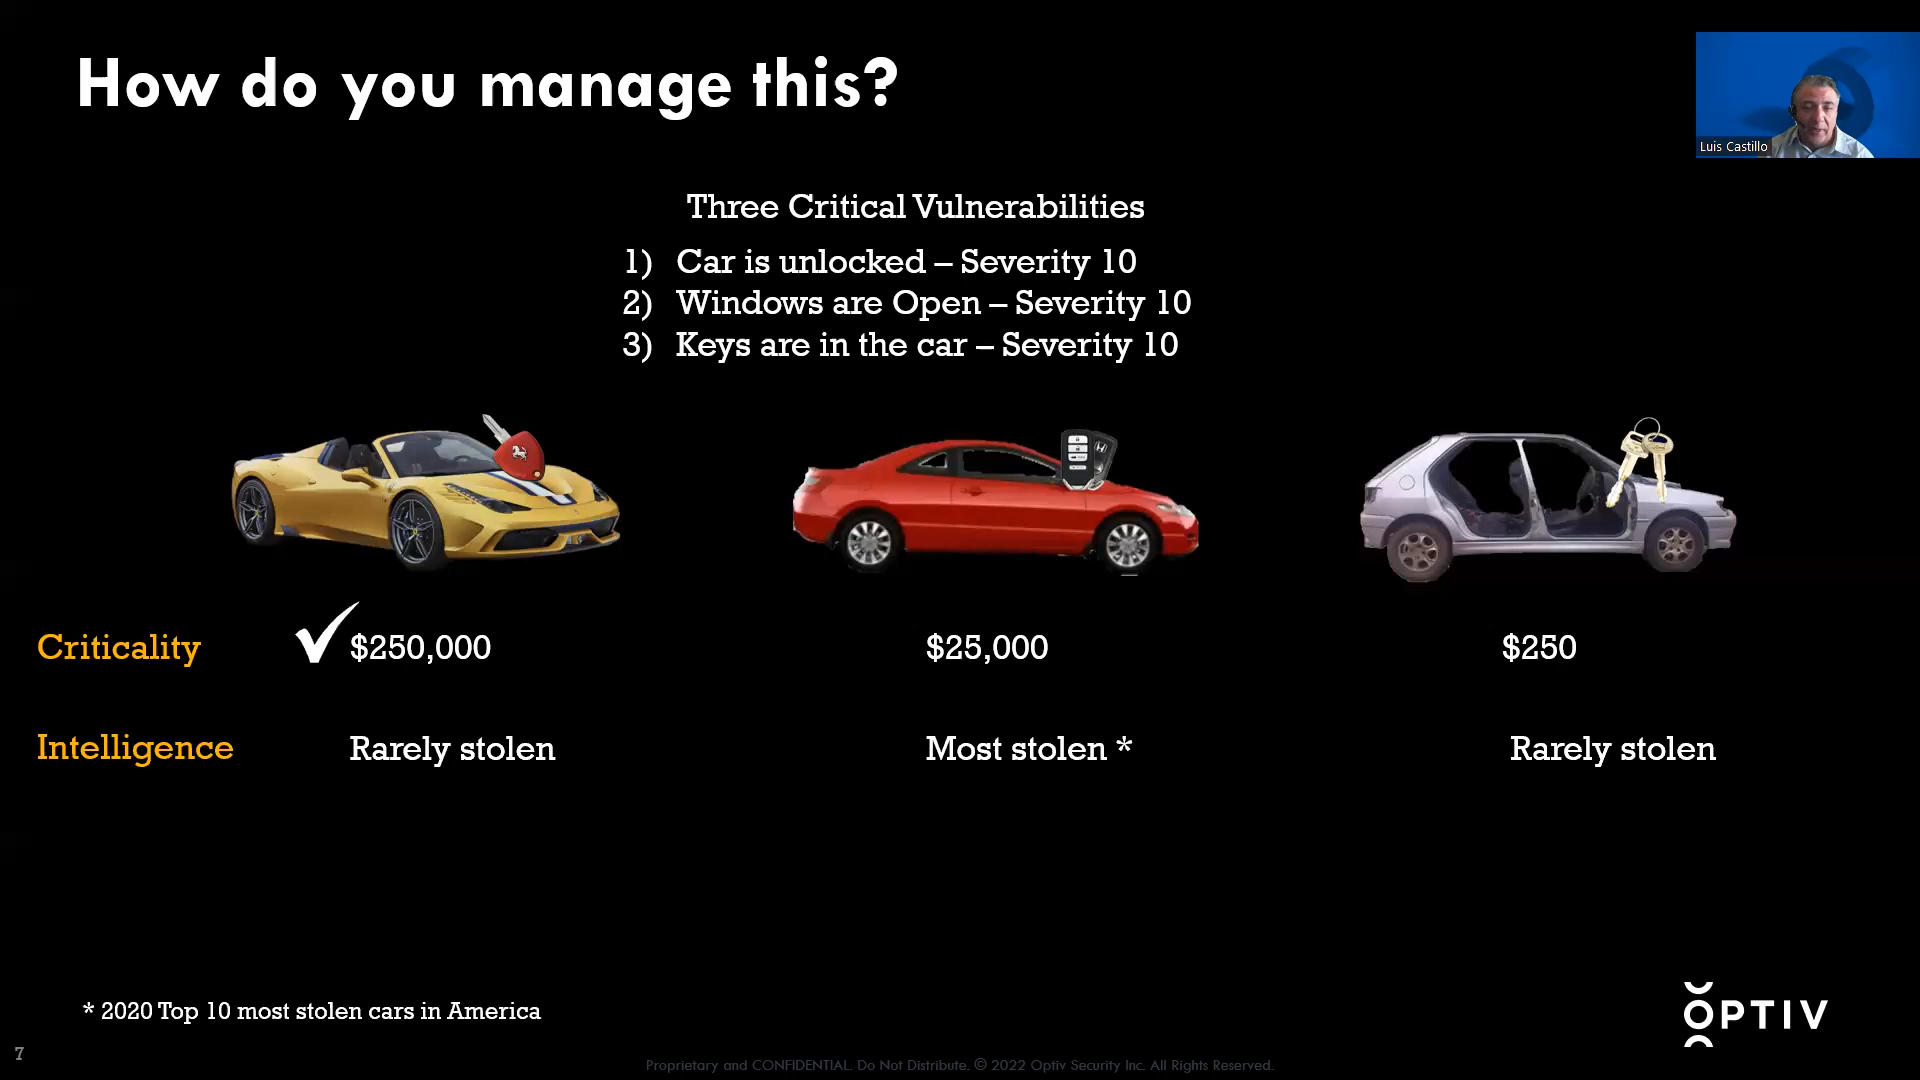 How do you manage this?
Luis Castillo
Three Critical Vulnerabilities
1) Car is unlocked – Severity 10
2) Windows are Open – Severity 10
3) Keys are in the car – Severity 10
Criticality $250,000 $25,000 $250
Intelligence Rarely stolen Most stolen * Rarely stolen
* 2020 Top 10 most stolen cars in America
OPTIV
7
Proprietary and CONFIDENTIAL. Do Not Distribute. © 2022 Optiv Security Inc. All Rights Reserved.